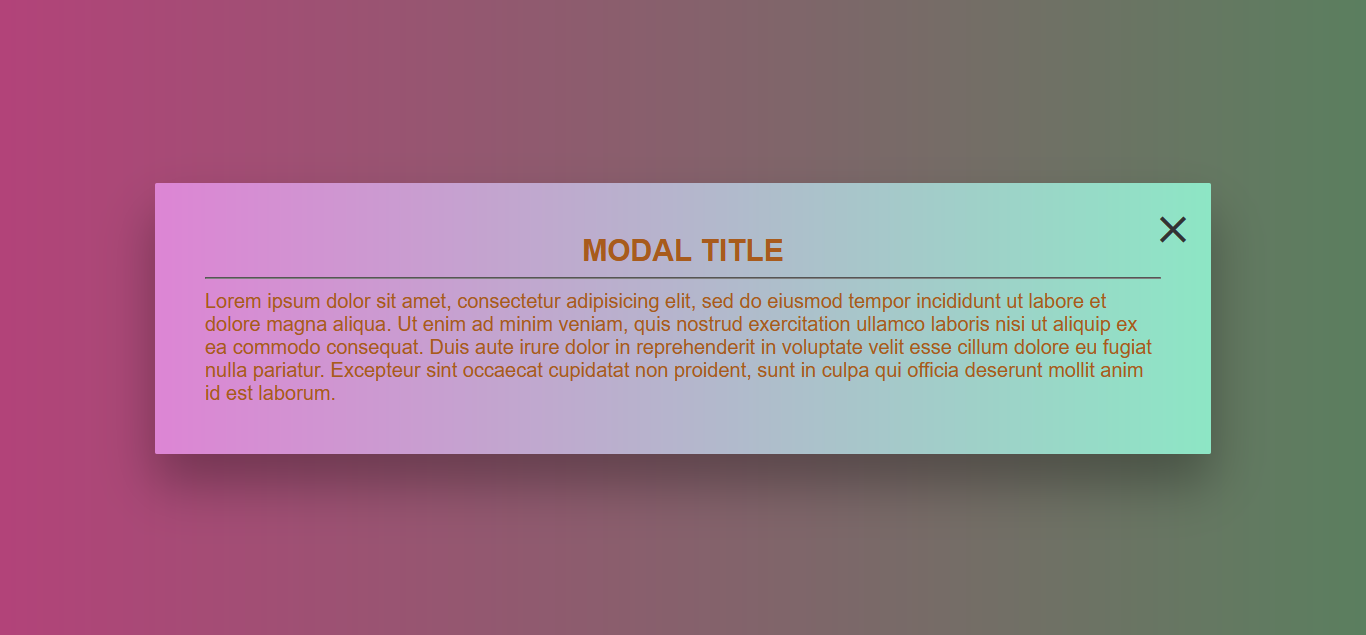 MODAL TITLE
Lorem ipsum dolor sit amet, consectetur adipisicing elit, sed do eiusmod tempor incididunt ut labore et
dolore magna aliqua. Ut enim ad minim veniam, quis nostrud exercitation ullamco laboris nisi ut aliquip ex
ea commodo consequat. Duis aute irure dolor in reprehenderit in voluptate velit esse cillum dolore eu fugiat
nulla pariatur. Excepteur sint occaecat cupidatat non proident, sunt in culpa qui officia deserunt mollit anim
id est laborum.